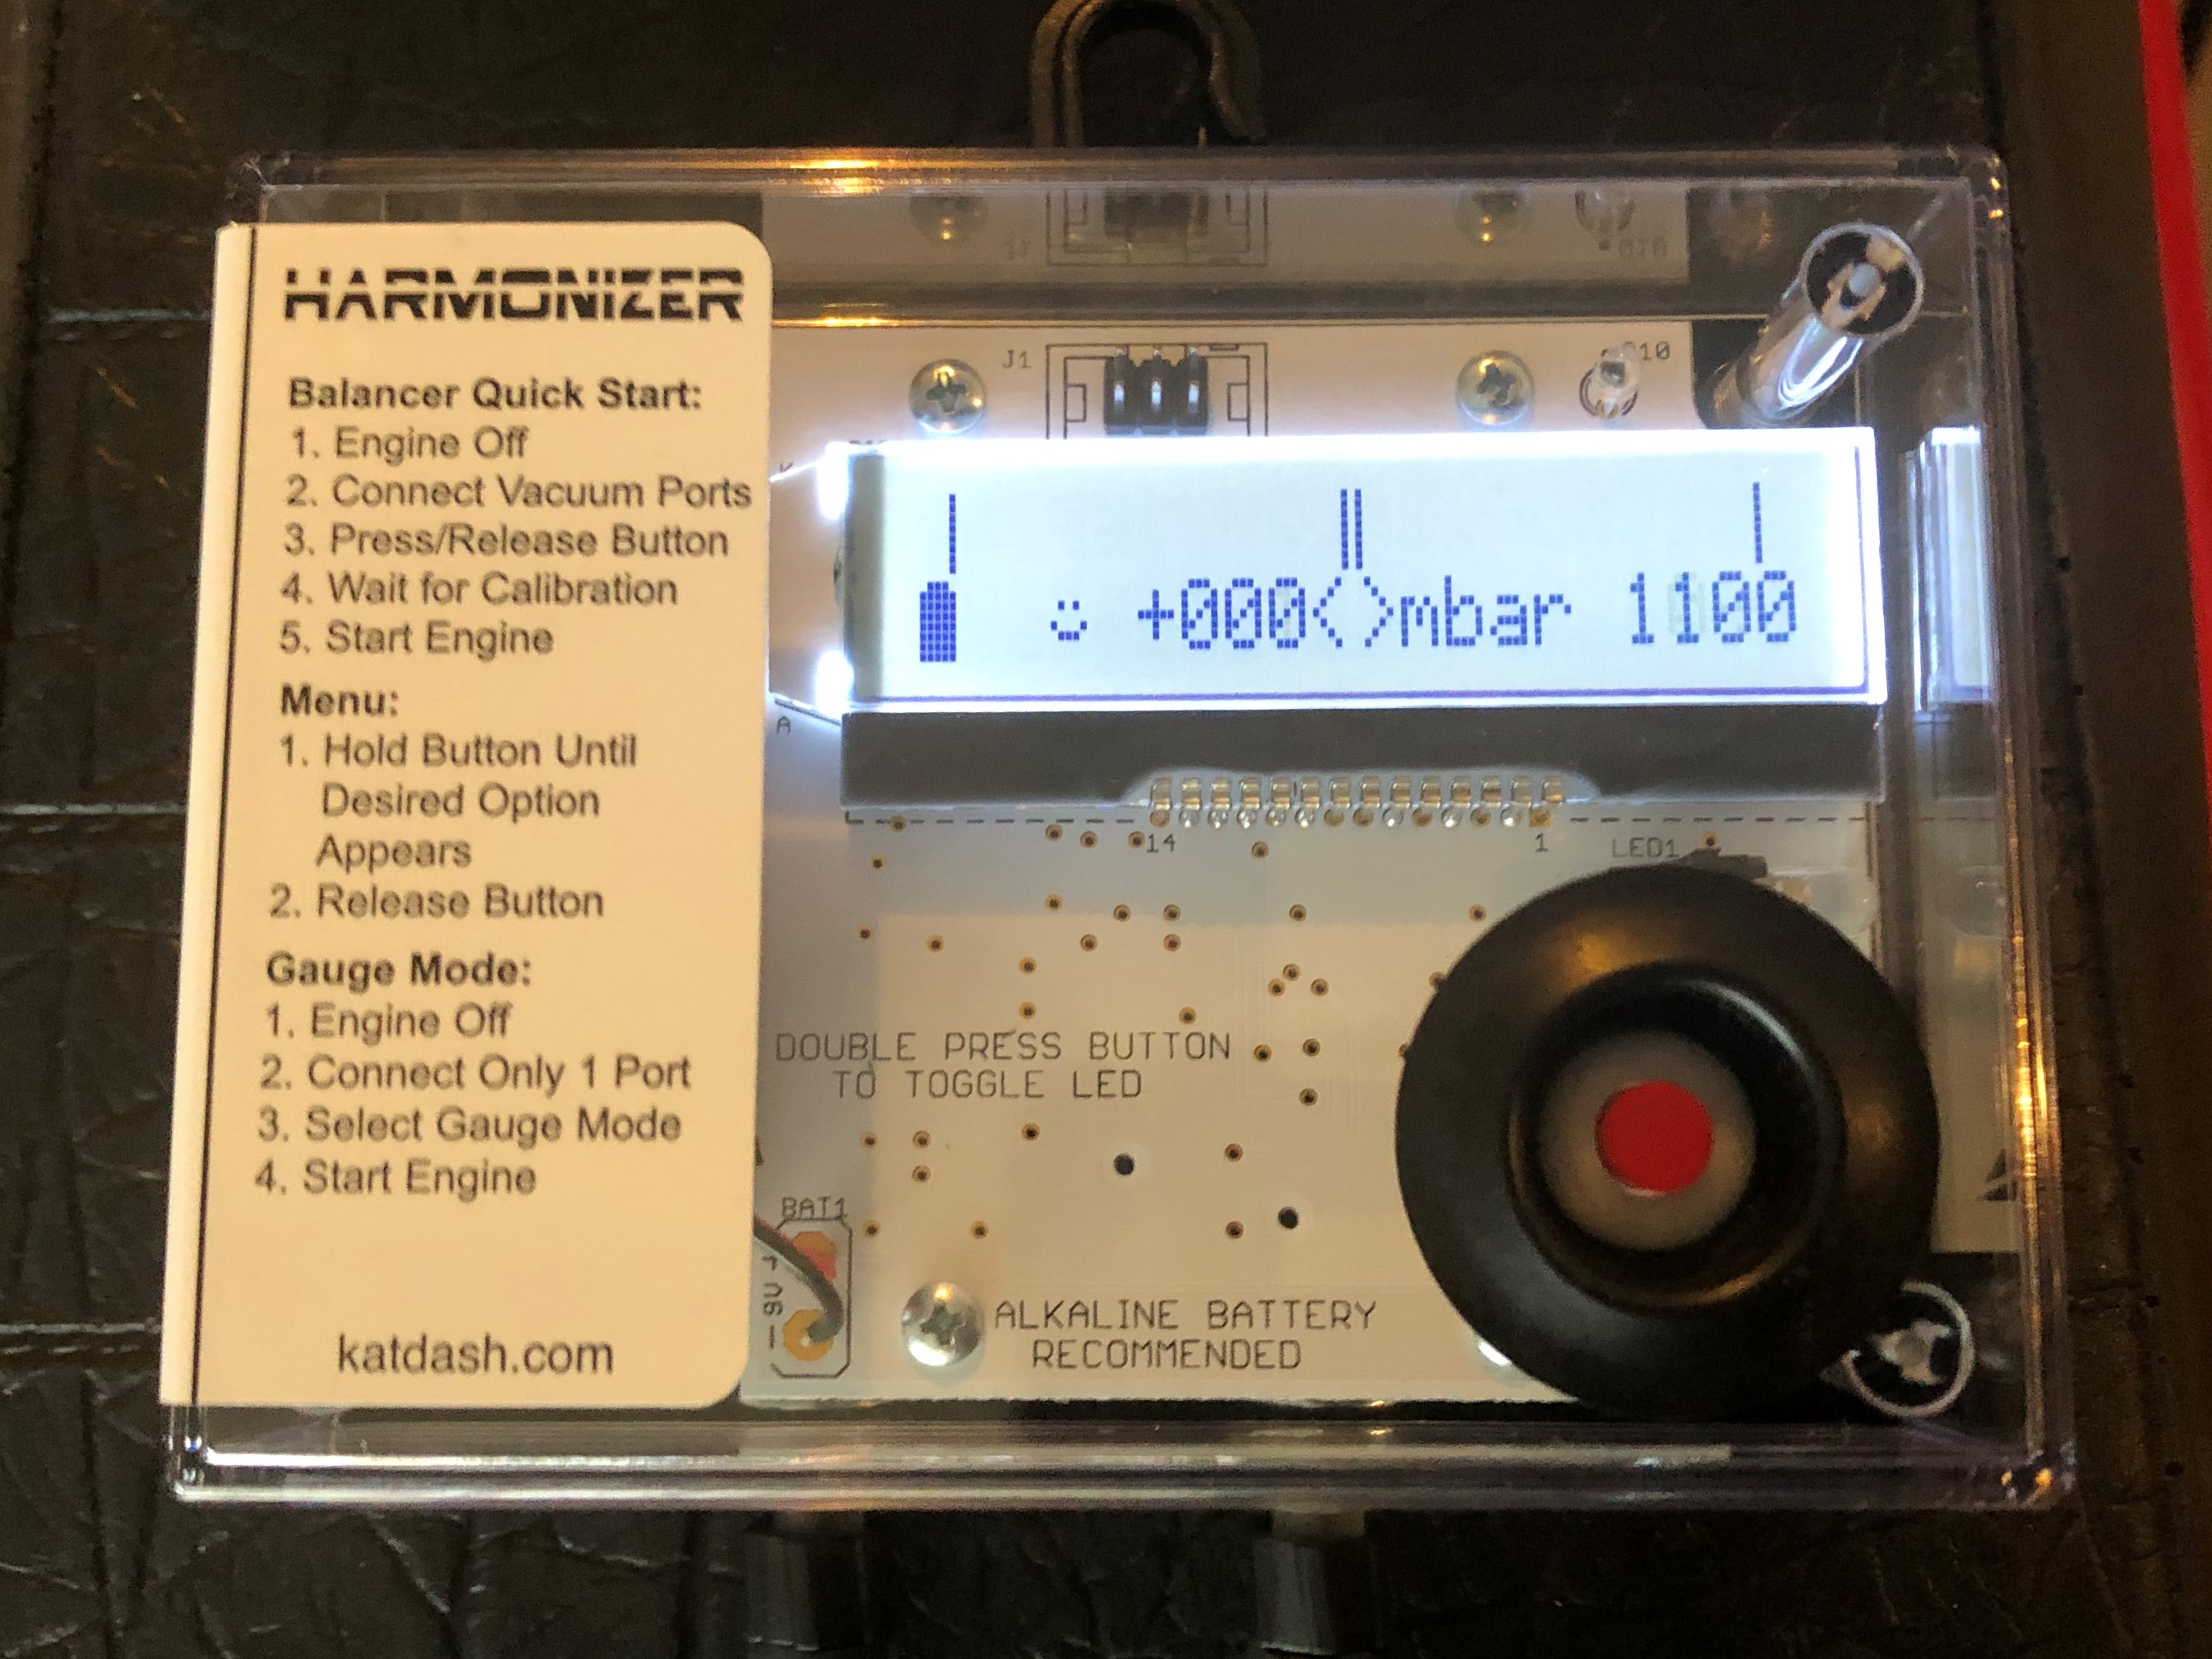 HARMONIZER
Balancer Quick Start:
1. Engine Off
2. Connect Vacuum Ports
3. Press/Release Button
4. Wait for Calibration
5. Start Engine
Menu:
1. Hold Button Until
Desired Option
Appears
2. Release Button
Gauge Mode:
1. Engine Off
2. Connect Only 1 Port
3. Select Gauge Mode
4. Start Engine
katdash.com
J1
+000<>mbar 1100
A
14
1
LED1
DOUBLE PRESS BUTTON
TO TOGGLE LED
BAT1
+ 9V -
ALKALINE BATTERY
RECOMMENDED